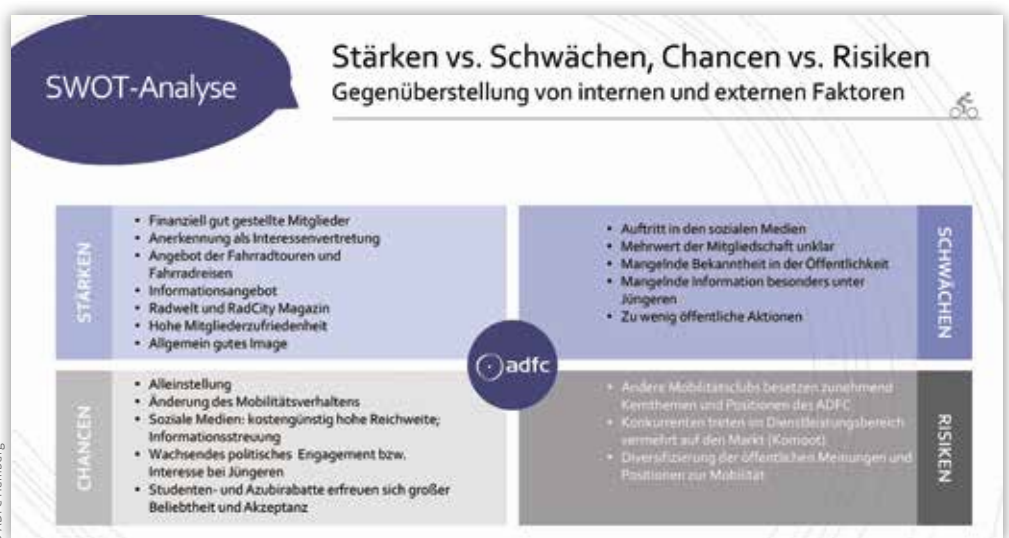 SWOT-Analyse
Stärken vs. Schwächen, Chancen vs. Risiken
Gegenüberstellung von internen und externen Faktoren
STÄRKEN
• Finanziell gut gestellte Mitglieder
• Anerkennung als Interessenvertretung
• Angebot der Fahrradtouren und
Fahrradreisen
• Informationsangebot
• Radwelt und RadCity Magazin
• Hohe Mitgliederzufriedenheit
• Allgemein gutes Image
• Auftritt in den sozialen Medien
• Mehrwert der Mitgliedschaft unklar
• Mangelnde Bekanntheit in der Öffentlichkeit
• Mangelnde Information besonders unter
Jüngeren
• Zu wenig öffentliche Aktionen
SCHWÄCHEN
adfc
CHANCEN
• Alleinstellung
• Änderung des Mobilitätsverhaltens
• Soziale Medien: kostengünstig hohe Reichweite;
Informationsstreuung
• Wachsendes politisches Engagement bzw.
Interesse bei Jüngeren
• Studenten- und Azubirabatte erfreuen sich großer
Beliebtheit und Akzeptanz
• Andere Mobilitätsclubs besetzen zunehmend
Kernthemen und Positionen des ADFC
• Konkurrenten treten im Dienstleistungsbereich
vermehrt auf den Markt (Komoot)
• Diversifizierung der öffentlichen Meinungen und
Positionen zur Mobilität
RISIKEN